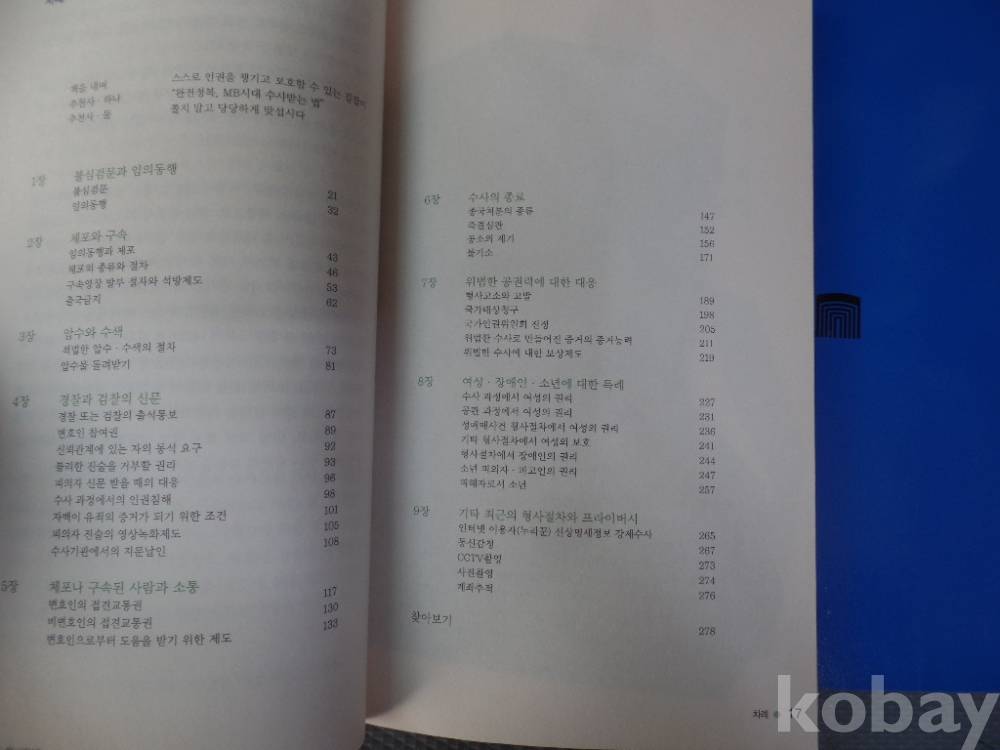 차례
책을 내며 스스로 인권을 챙기고 보호할 수 있는
추천사·하나 “완전정복, MB시대 수사받는 법”
추천사·둘 쫄지 말고 당당하게 맞섭시다
1장 불심검문과 임의동행
불심검문 21
임의동행 32
2장 체포와 구속
임의동행과 체포 43
체포의 종류와 절차 46
구속영장 발부 절차와 석방제도 53
출국금지 62
3장 압수와 수색
적법한 압수·수색의 절차 73
압수물 돌려받기 81
4장 경찰과 검찰의 신문
경찰 또는 검찰의 출석통보 87
변호인 참여권 89
신뢰관계에 있는 자의 동석 요구 92
불리한 진술을 거부할 권리 93
피의자 신문 받을 때의 대응 96
수사 과정에서의 인권침해 98
자백이 유죄의 증거가 되기 위한 조건 101
피의자 진술의 영상녹화제도 105
수사기관에서의 지문날인 108
5장 체포나 구속된 사람과 소통
변호인의 접견교통권 117
비변호인의 접견교통권 130
변호인으로부터 도움을 받기 위한 제도 133
6장 수사의 종료
종국처분의 종류 147
즉결심판 152
공소의 제기 156
불기소 171
7장 위법한 공권력에 대한 대응
형사고소와 고발 189
국가배상청구 198
국가인권위원회 진정 205
위법한 수사로 만들어진 증거의 증거능력 211
위법한 수사에 대한 보상제도 219
8장 여성·장애인·소년에 대한 특례
수사 과정에서 여성의 권리 227
공판 과정에서 여성의 권리 231
성매매사건 형사절차에서 여성의 권리 236
기타 형사절차에서 여성의 보호 241
형사절차에서 장애인의 권리 244
소년 피의자·피고인의 권리 247
피해자로서 소년 257
9장 기타 최근의 형사절차와 프라이버시
인터넷 이용자(누리꾼) 신상명세정보 강제수사 265
통신감청 267
CCTV촬영 273
사진촬영 274
계좌추적 276
찾아보기 278
차례 17
kobay